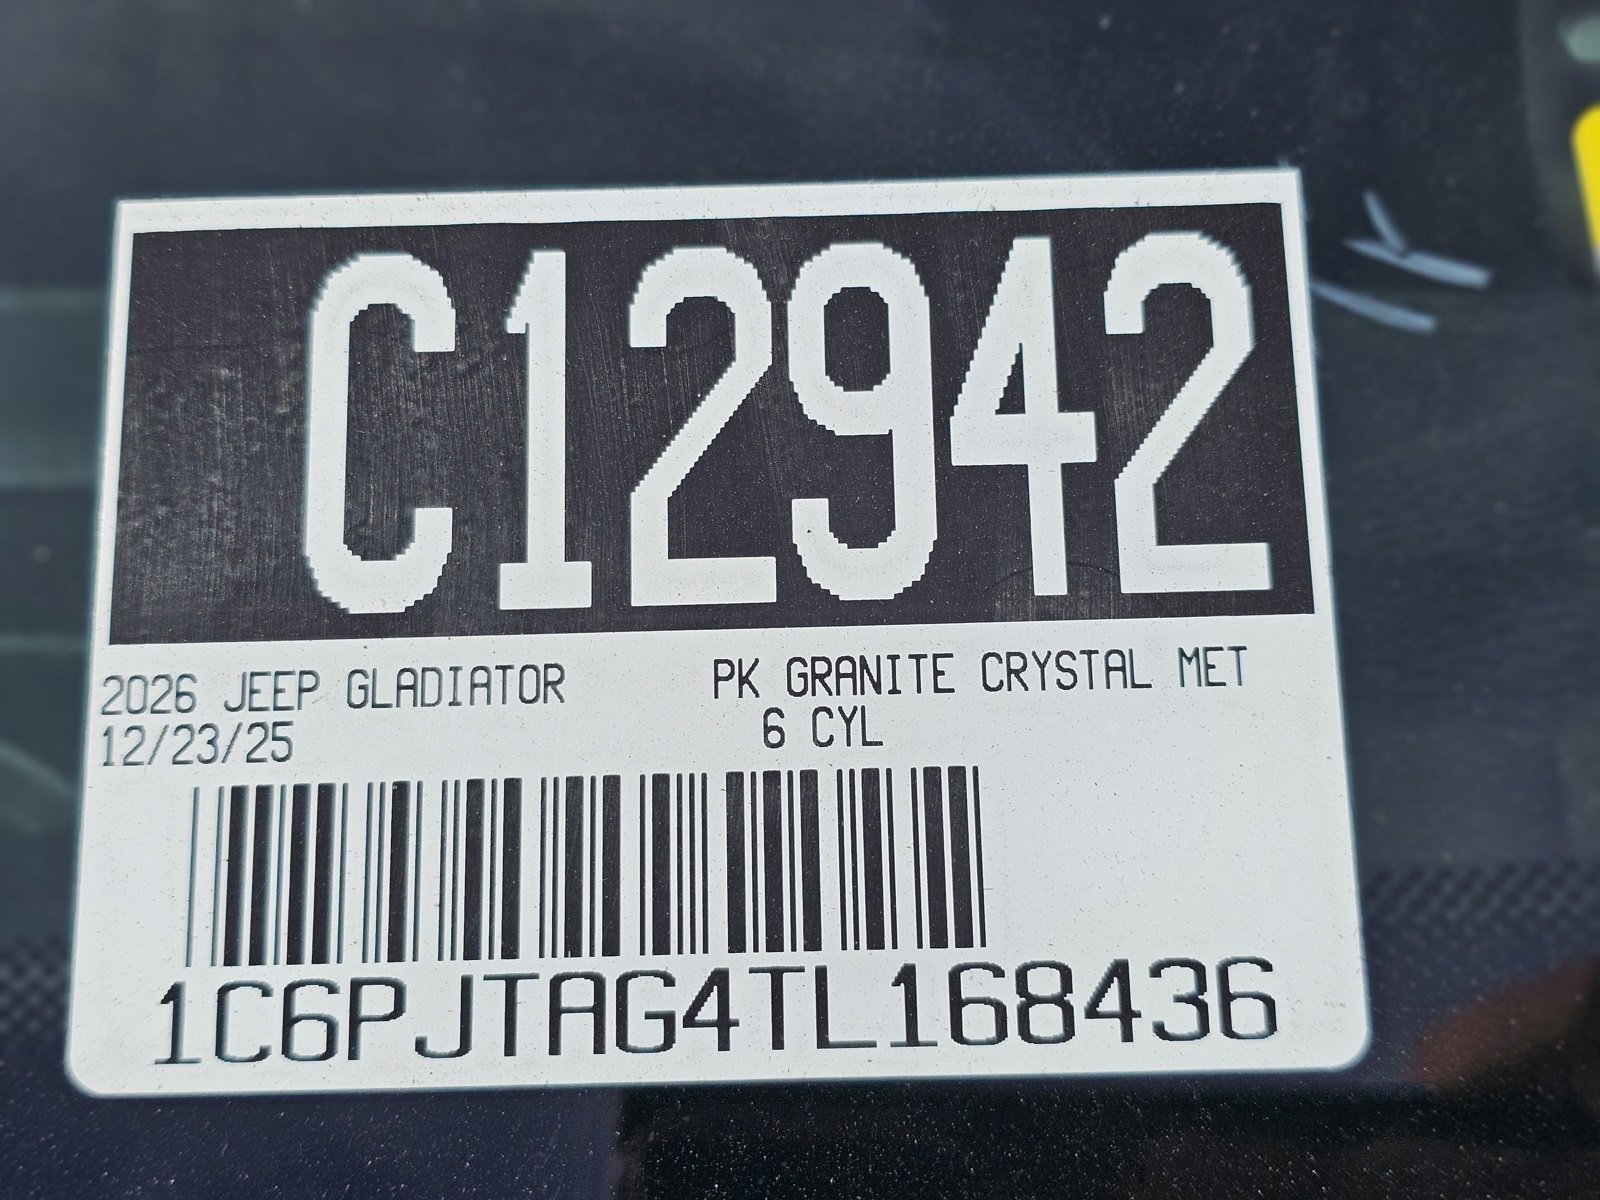 C12942
2026 JEEP GLADIATOR PK GRANITE CRYSTAL MET
12/23/25 6 CYL
1C6PJTAG4TL168436